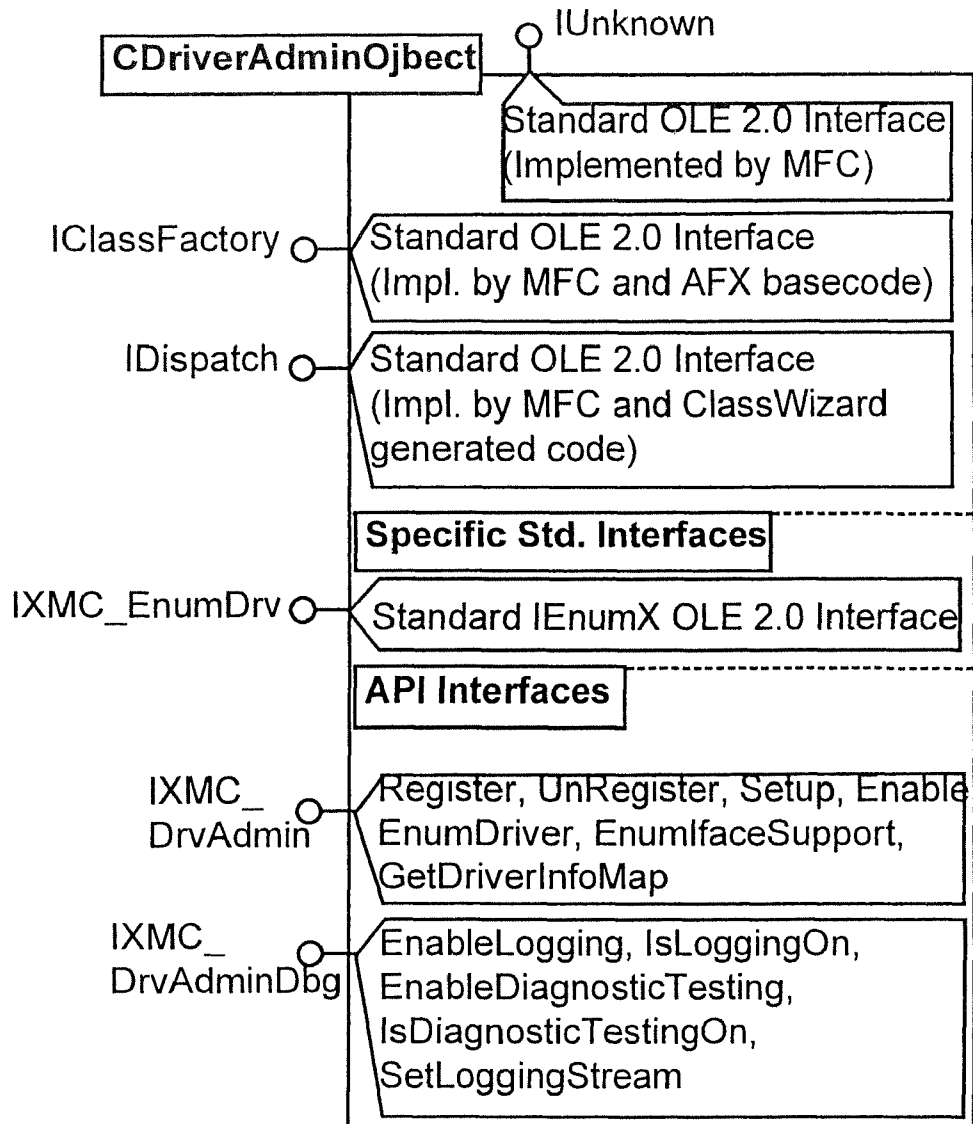 IUnknown
CDriverAdminOjbect
Standard OLE 2.0 Interface
(Implemented by MFC)
IClassFactory
Standard OLE 2.0 Interface
(Impl. by MFC and AFX basecode)
IDispatch
Standard OLE 2.0 Interface
(Impl. by MFC and ClassWizard
generated code)
Specific Std. Interfaces
IXMC_EnumDrv
Standard IEnumX OLE 2.0 Interface
API Interfaces
IXMC_
DrvAdmin
Register, UnRegister, Setup, Enable
EnumDriver, EnumIfaceSupport,
GetDriverInfoMap
IXMC_
DrvAdminDbg
EnableLogging, IsLoggingOn,
EnableDiagnosticTesting,
IsDiagnosticTestingOn,
SetLoggingStream